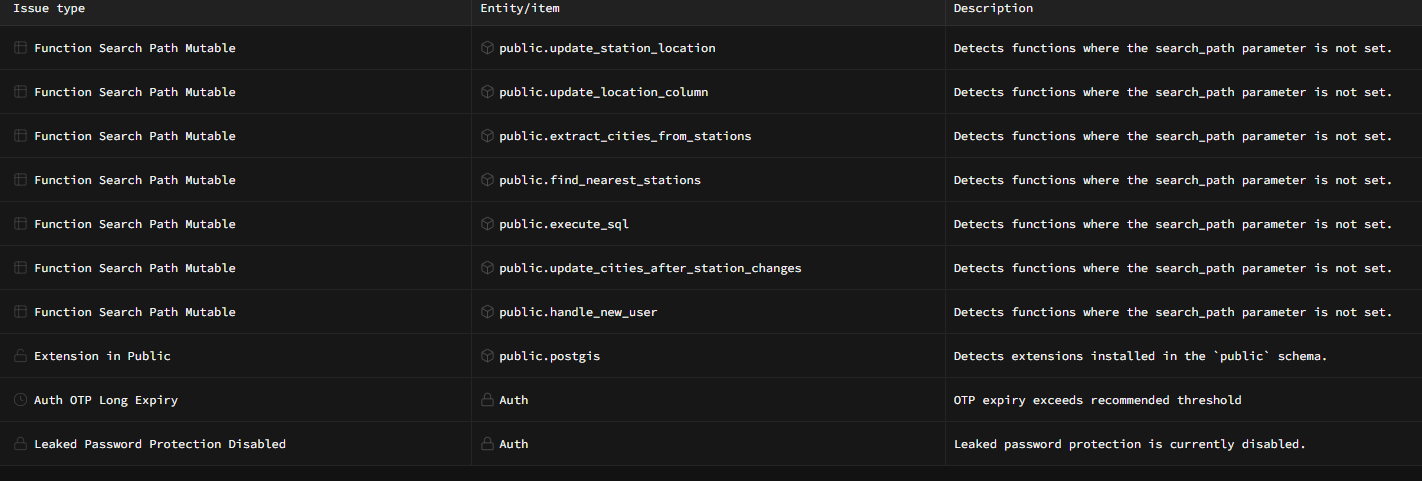 Issue type Entity/item Description
Function Search Path Mutable public.update_station_location Detects functions where the search_path parameter is not set.
Function Search Path Mutable public.update_location_column Detects functions where the search_path parameter is not set.
Function Search Path Mutable public.extract_cities_from_stations Detects functions where the search_path parameter is not set.
Function Search Path Mutable public.find_nearest_stations Detects functions where the search_path parameter is not set.
Function Search Path Mutable public.execute_sql Detects functions where the search_path parameter is not set.
Function Search Path Mutable public.update_cities_after_station_changes Detects functions where the search_path parameter is not set.
Function Search Path Mutable public.handle_new_user Detects functions where the search_path parameter is not set.
Extension in Public public.postgis Detects extensions installed in the `public` schema.
Auth OTP Long Expiry Auth OTP expiry exceeds recommended threshold
Leaked Password Protection Disabled Auth Leaked password protection is currently disabled.